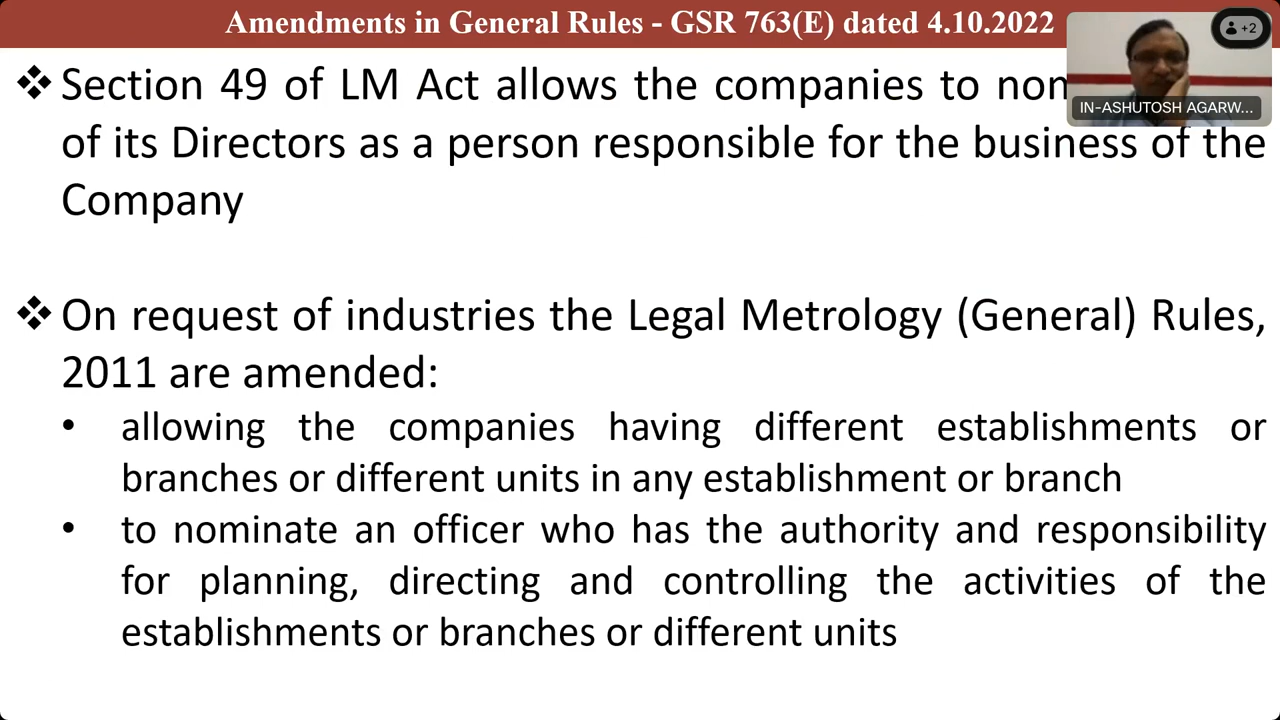 Amendments in General Rules - GSR 763(E) dated 4.10.2022
+2
IN-ASHUTOSH AGARW...
❖ Section 49 of LM Act allows the companies to
of its Directors as a person responsible for the business of the
Company
❖ On request of industries the Legal Metrology (General) Rules,
2011 are amended:
• allowing the companies having different establishments or
branches or different units in any establishment or branch
• to nominate an officer who has the authority and responsibility
for planning, directing and controlling the activities of the
establishments or branches or different units